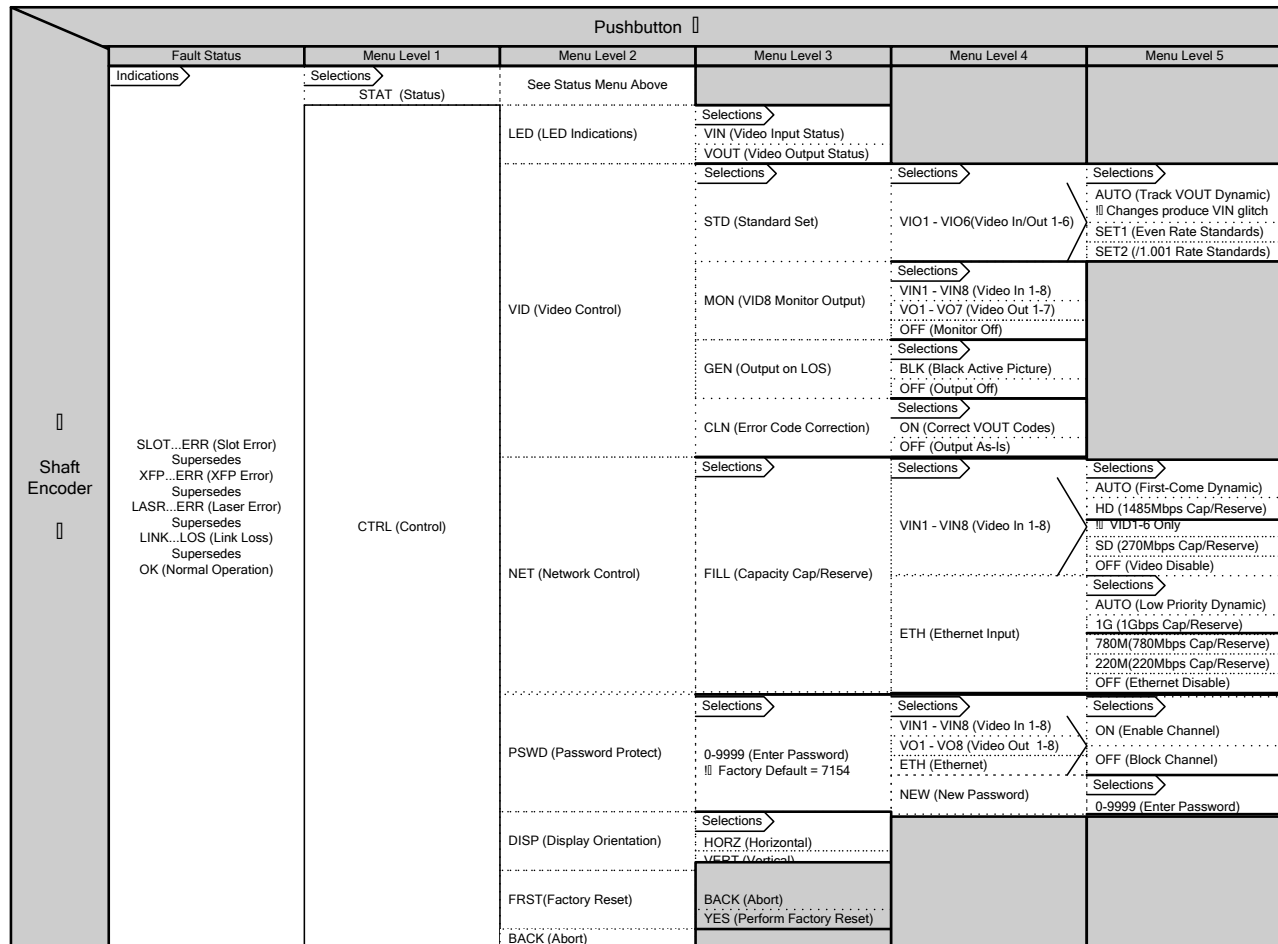 Pushbutton
Fault Status
Menu Level 1
Menu Level 2
Menu Level 3
Menu Level 4
Menu Level 5
Shaft
Encoder
Indications
SLOT...ERR (Slot Error)
Supersedes
XFP...ERR (XFP Error)
Supersedes
LASR...ERR (Laser Error)
Supersedes
LINK...LOS (Link Loss)
Supersedes
OK (Normal Operation)
Selections
STAT (Status)
See Status Menu Above
CTRL (Control)
LED (LED Indications)
Selections
VIN (Video Input Status)
VOUT (Video Output Status)
VID (Video Control)
Selections
STD (Standard Set)
Selections
VIO1 - VIO6(Video In/Out 1-6)
Selections
AUTO (Track VOUT Dynamic)
! Changes produce VIN glitch
SET1 (Even Rate Standards)
SET2 (/1.001 Rate Standards)
MON (VID8 Monitor Output)
Selections
VIN1 - VIN8 (Video In 1-8)
VO1 - VO7 (Video Out 1-7)
OFF (Monitor Off)
GEN (Output on LOS)
Selections
BLK (Black Active Picture)
OFF (Output Off)
CLN (Error Code Correction)
Selections
ON (Correct VOUT Codes)
OFF (Output As-Is)
NET (Network Control)
Selections
FILL (Capacity Cap/Reserve)
Selections
VIN1 - VIN8 (Video In 1-8)
Selections
AUTO (First-Come Dynamic)
HD (1485Mbps Cap/Reserve)
! VID1-6 Only
SD (270Mbps Cap/Reserve)
OFF (Video Disable)
ETH (Ethernet Input)
Selections
AUTO (Low Priority Dynamic)
1G (1Gbps Cap/Reserve)
780M(780Mbps Cap/Reserve)
220M(220Mbps Cap/Reserve)
OFF (Ethernet Disable)
PSWD (Password Protect)
Selections
0-9999 (Enter Password)
! Factory Default = 7154
Selections
VIN1 - VIN8 (Video In 1-8)
VO1 - VO8 (Video Out 1-8)
ETH (Ethernet)
Selections
ON (Enable Channel)
OFF (Block Channel)
NEW (New Password)
Selections
0-9999 (Enter Password)
DISP (Display Orientation)
Selections
HORZ (Horizontal)
VERT (Vertical)
FRST(Factory Reset)
BACK (Abort)
YES (Perform Factory Reset)
BACK (Abort)